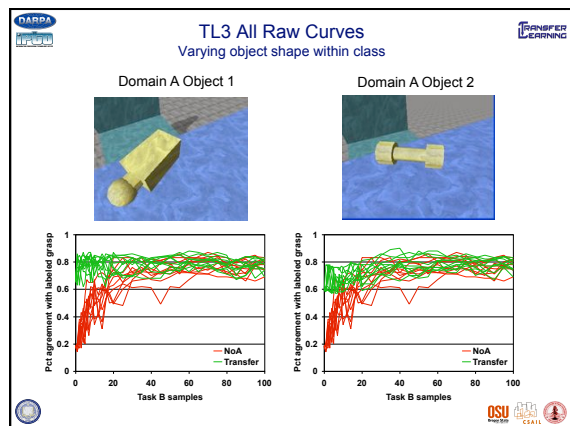 DARPA
IPTO
TL3 All Raw Curves
Varying object shape within class
TRANSFER
LEARNING
Domain A Object 1
Domain A Object 2
Pct agreement with labeled grasp
1
0.8
0.6
0.4
0.2
0
0
20
40
60
80
100
Task B samples
NoA
Transfer
Pct agreement with labeled grasp
1
0.8
0.6
0.4
0.2
0
0
20
40
60
80
100
Task B samples
NoA
Transfer
OSU
Oregon State
CSAIL